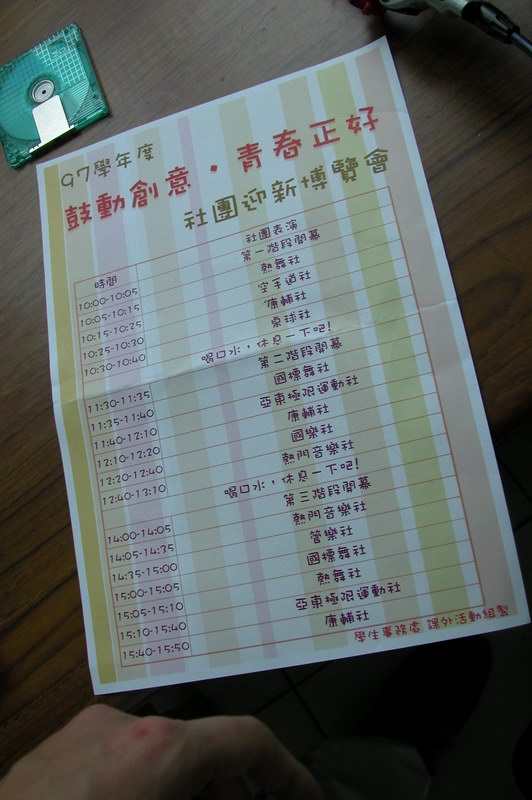 97學年度
鼓動創意·青春正好
社團迎新博覽會
時間 社團表演
10:00-10:05 第一階段開幕
10:05-10:15 熱舞社
10:15-10:25 空手道社
10:25-10:30 康輔社
10:30-10:40 桌球社
喝口水,休息一下吧!
11:30-11:35 第二階段開幕
11:35-11:40 國標舞社
11:40-12:10 亞東極限運動社
12:10-12:20 康輔社
12:20-12:40 國樂社
12:40-13:10 熱門音樂社
喝口水,休息一下吧!
14:00-14:05 第三階段開幕
14:05-14:35 熱門音樂社
14:35-15:00 管樂社
15:00-15:05 國標舞社
15:05-15:10 熱舞社
15:10-15:40 亞東極限運動社
15:40-15:50 康輔社
學生事務處 課外活動組製